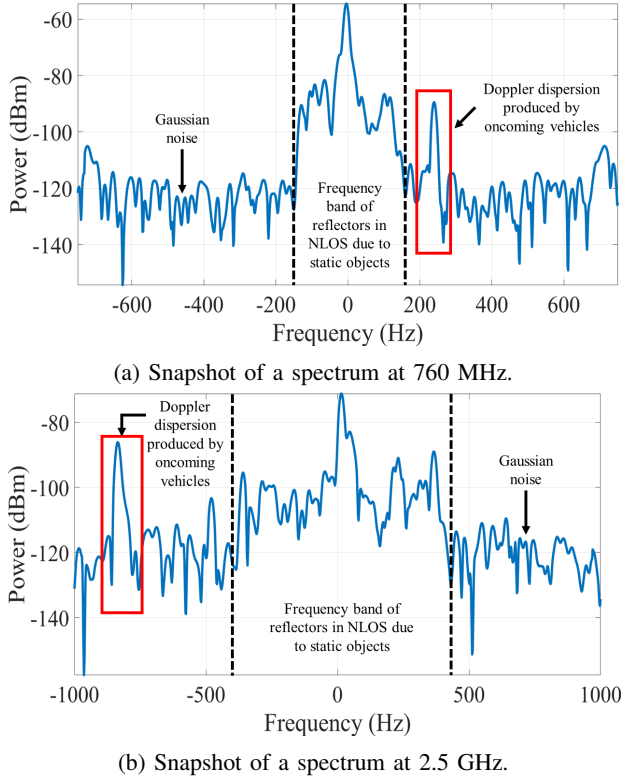 -60
-80
-100
-120
-140
Power (dBm)
Gaussian
noise
Doppler dispersion
produced by
oncoming vehicles
Frequency
band of
reflectors in
NLOS due to
static objects
-600 -400 -200 0 200 400 600
Frequency (Hz)
(a) Snapshot of a spectrum at 760 MHz.
-80
-100
-120
-140
Power (dBm)
Doppler
dispersion
produced by
oncoming
vehicles
Gaussian
noise
Frequency band of
reflectors in NLOS due
to static objects
-1000 -500 0 500 1000
Frequency (Hz)
(b) Snapshot of a spectrum at 2.5 GHz.